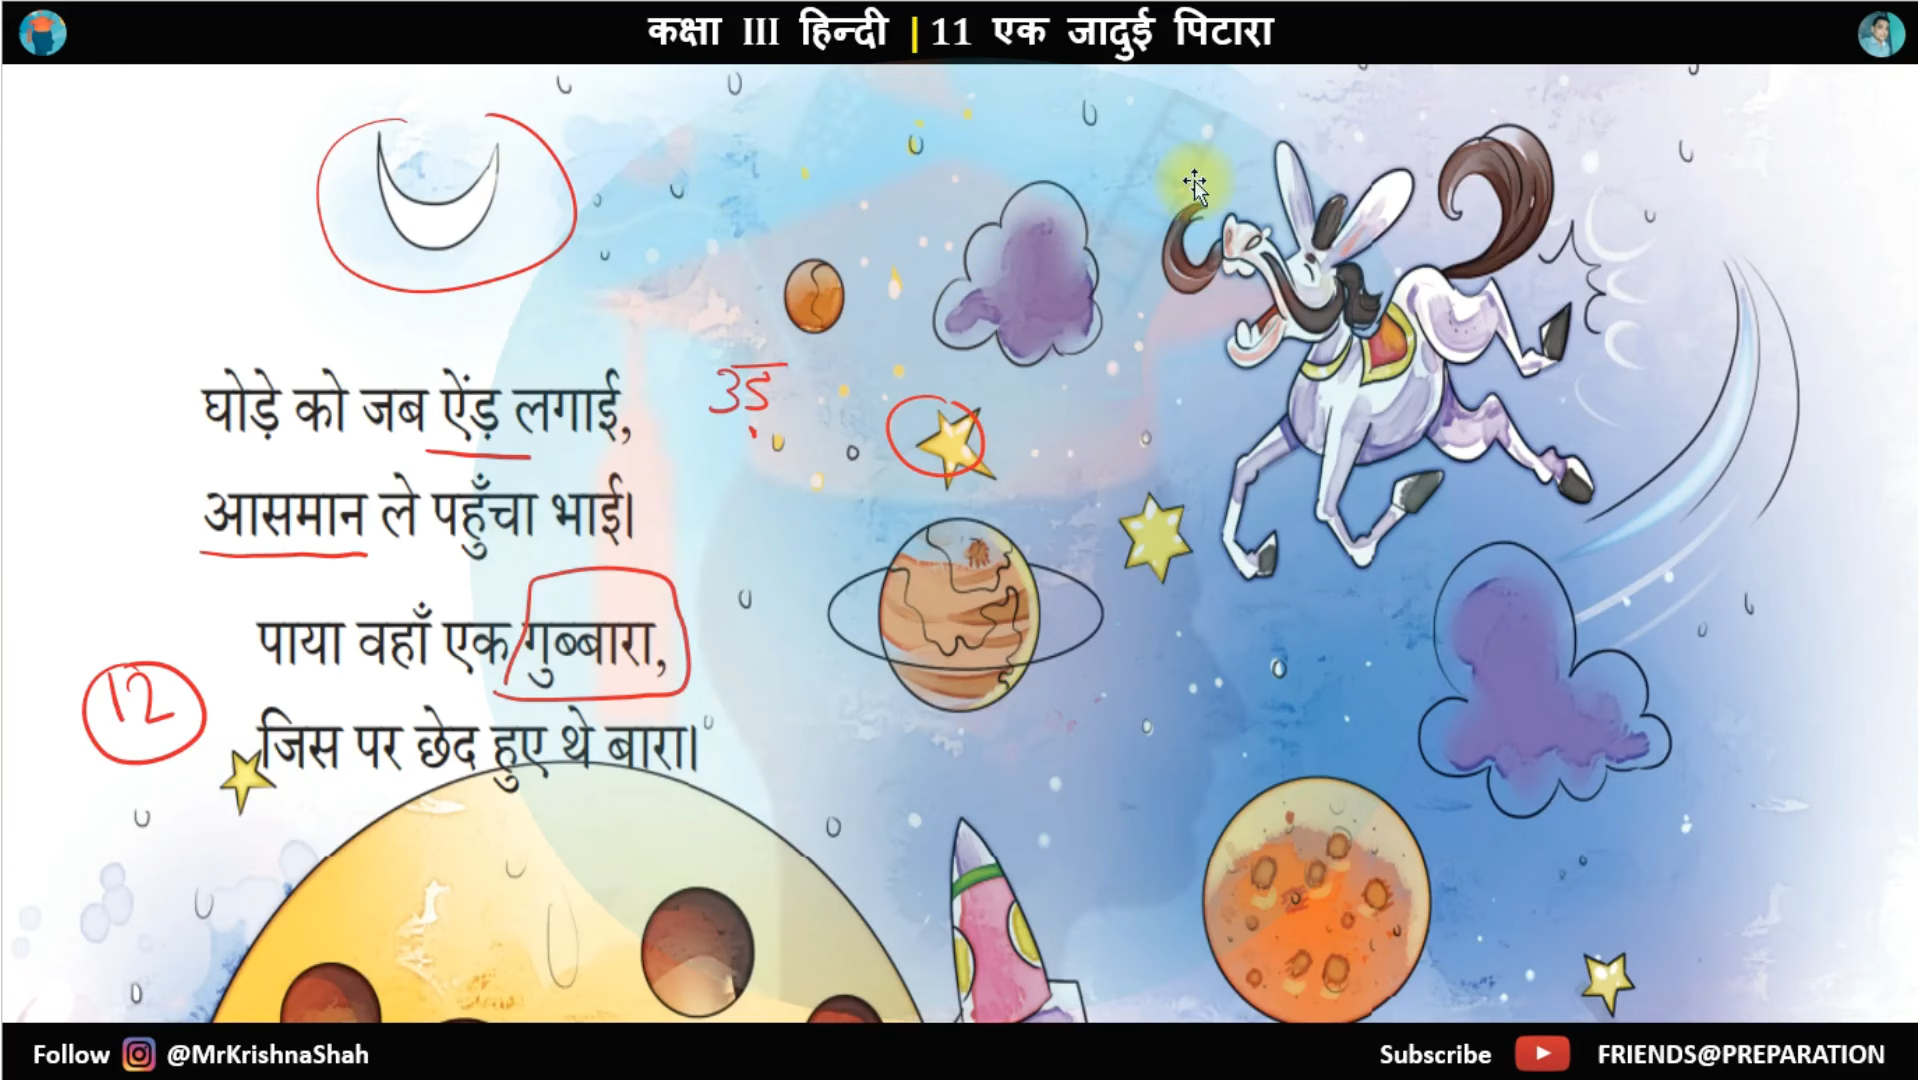 कक्षा III हिन्दी | 11 एक जादुई पिटारा
घोड़े को जब ऐंड़ लगाई,
उड़
आसमान ले पहुँचा भाई।
पाया वहाँ एक गुब्बारा,
12
जिस पर छेद हुए थे बारा।
Follow @MrKrishnaShah
Subscribe FRIENDS@PREPARATION